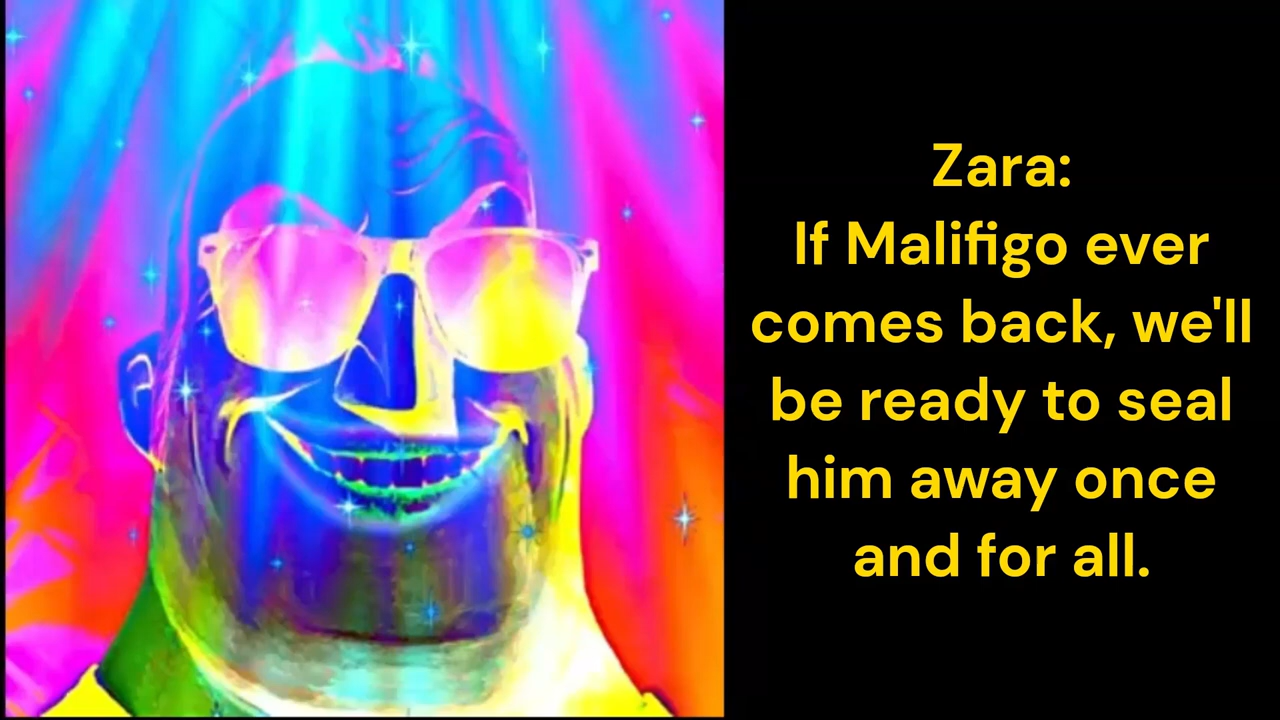 Zara:
If Malifigo ever
comes back, we'll
be ready to seal
him away once
and for all.